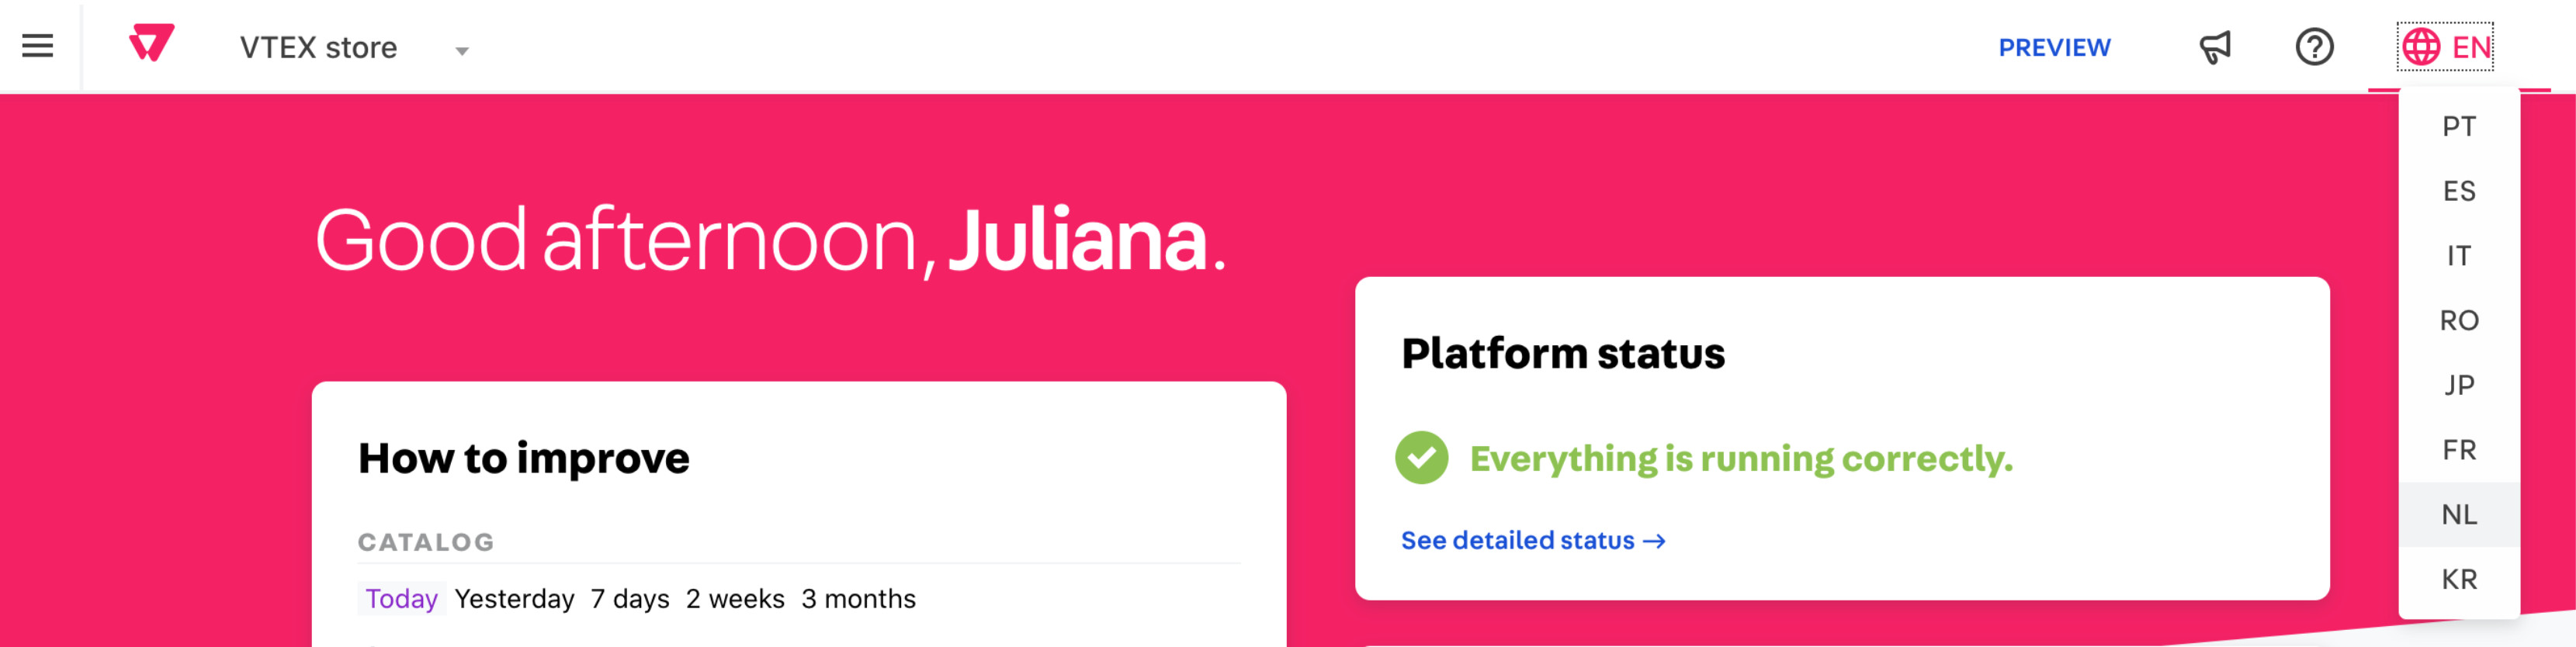 VTEX store
PREVIEW
EN
PT
ES
IT
RO
JP
FR
NL
KR
Good afternoon, Juliana.
How to improve
CATALOG
Today Yesterday 7 days 2 weeks 3 months
Platform status
Everything is running correctly.
See detailed status →